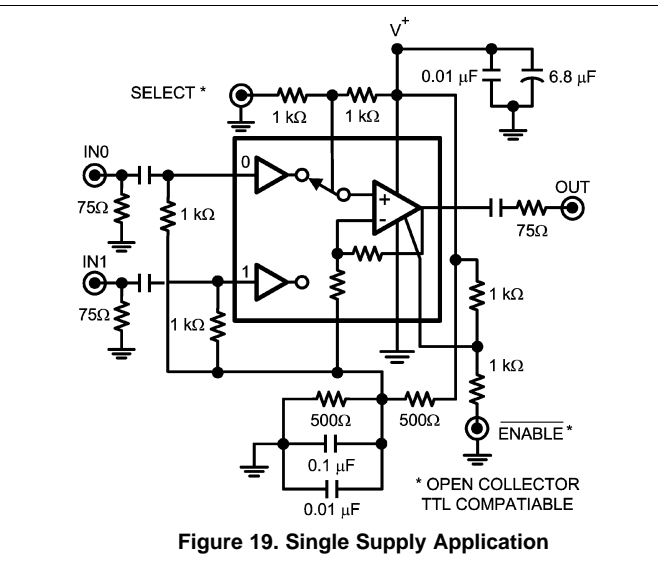 V+
0.01 μF
6.8 μF
SELECT *
1 kΩ
1 kΩ
IN0
0
OUT
75Ω
1 kΩ
+
-
75Ω
IN1
1
1 kΩ
75Ω
1 kΩ
1 kΩ
500Ω
500Ω
ENABLE *
0.1 μF
* OPEN COLLECTOR
TTL COMPATIABLE
0.01 μF
Figure 19. Single Supply Application